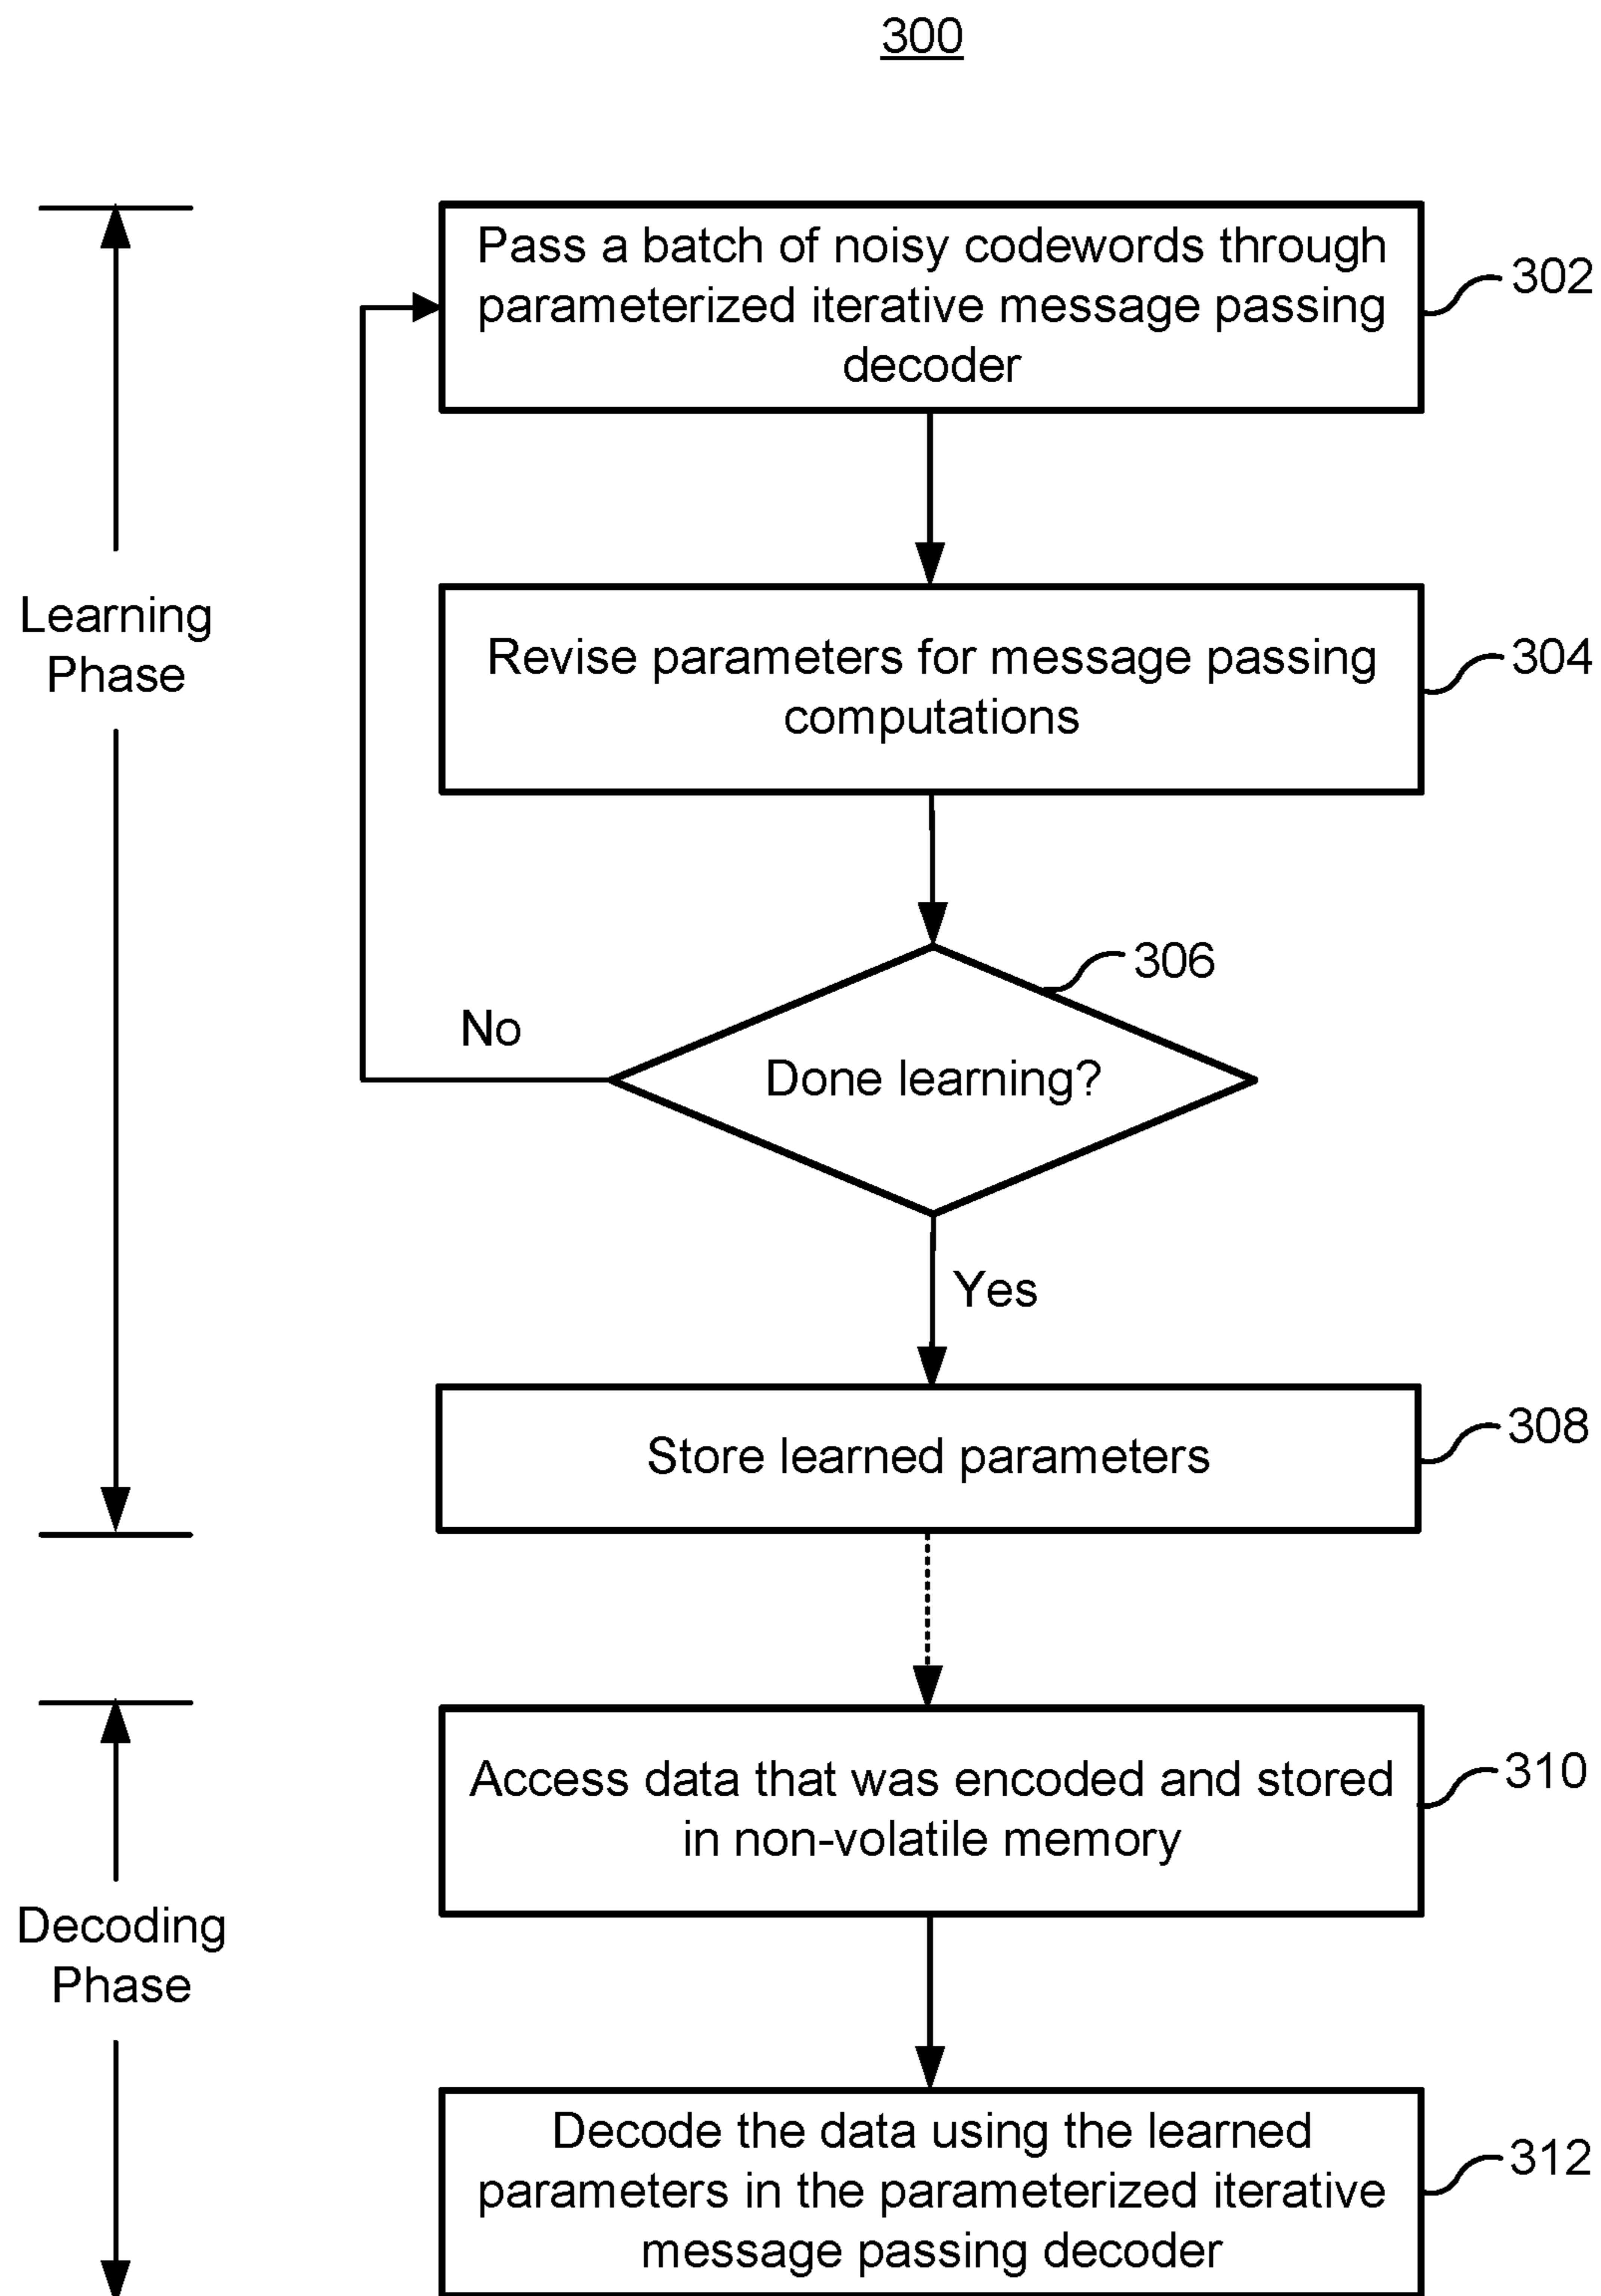 300
Pass a batch of noisy codewords through
parameterized iterative message passing
decoder
302
Revise parameters for message passing
computations
304
Learning
Phase
306
No
Done learning?
Yes
Store learned parameters
308
Access data that was encoded and stored
in non-volatile memory
310
Decoding
Phase
Decode the data using the learned
parameters in the parameterized iterative
message passing decoder
312